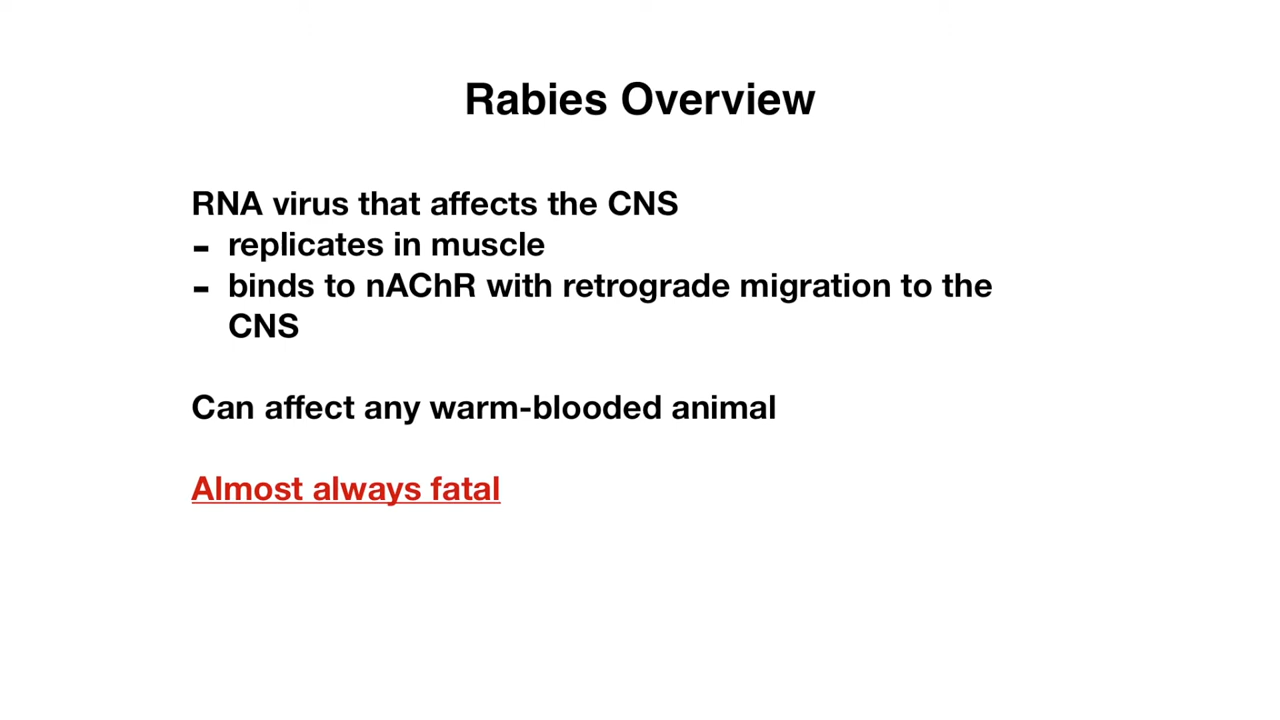 Rabies Overview
RNA virus that affects the CNS
- replicates in muscle
- binds to nAChR with retrograde migration to the
CNS
Can affect any warm-blooded animal
Almost always fatal